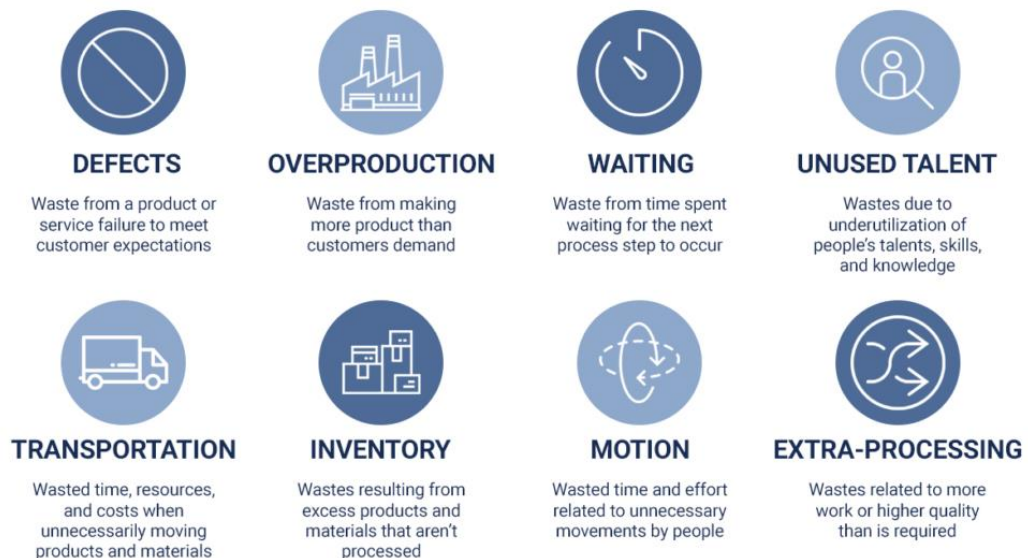 DEFECTS
Waste from a product or
service failure to meet
customer expectations
OVERPRODUCTION
Waste from making
more product than
customers demand
WAITING
Waste from time spent
waiting for the next
process step to occur
UNUSED TALENT
Wastes due to
underutilization of
people's talents, skills,
and knowledge
TRANSPORTATION
Wasted time, resources,
and costs when
unnecessarily moving
products and materials
INVENTORY
Wastes resulting from
excess products and
materials that aren't
processed
MOTION
Wasted time and effort
related to unnecessary
movements by people
EXTRA-PROCESSING
Wastes related to more
work or higher quality
than is required